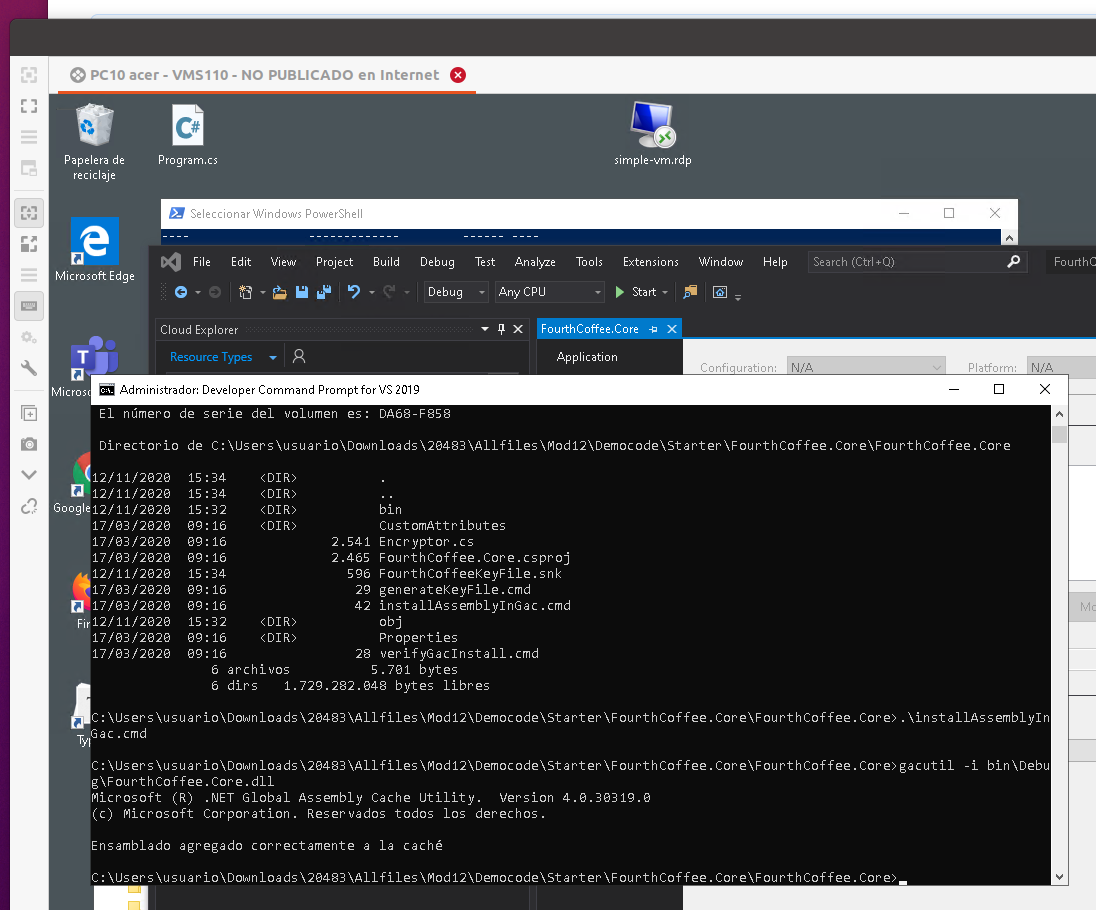 PC10 acer - VMS110 - NO PUBLICADO en Internet
Papelera de
reciclaje
Program.cs
simple-vm.rdp
Microsoft Edge
Seleccionar Windows PowerShell
---- ------------- ------ ----
File Edit View Project Build Debug Test Analyze Tools Extensions Window Help Search (Ctrl+Q) FourthC
Debug Any CPU Start
Cloud Explorer
FourthCoffee.Core
Resource Types
Application
Configuration: N/A Platform: N/A
Micros
Google
Fir
Ty
Mo
Administrador: Developer Command Prompt for VS 2019
El número de serie del volumen es: DA68-F858
Directorio de C:\Users\usuario\Downloads\20483\Allfiles\Mod12\Democode\Starter\FourthCoffee.Core\FourthCoffee.Core
12/11/2020 15:34 <DIR> .
12/11/2020 15:34 <DIR> ..
12/11/2020 15:32 <DIR> bin
17/03/2020 09:16 <DIR> CustomAttributes
17/03/2020 09:16 2.541 Encryptor.cs
17/03/2020 09:16 2.465 FourthCoffee.Core.csproj
12/11/2020 15:34 596 FourthCoffeeKeyFile.snk
17/03/2020 09:16 29 generateKeyFile.cmd
17/03/2020 09:16 42 installAssemblyInGac.cmd
12/11/2020 15:32 <DIR> obj
17/03/2020 09:16 <DIR> Properties
17/03/2020 09:16 28 verifyGacInstall.cmd
6 archivos 5.701 bytes
6 dirs 1.729.282.048 bytes libres
C:\Users\usuario\Downloads\20483\Allfiles\Mod12\Democode\Starter\FourthCoffee.Core\FourthCoffee.Core>.\installAssemblyIn
Gac.cmd
C:\Users\usuario\Downloads\20483\Allfiles\Mod12\Democode\Starter\FourthCoffee.Core\FourthCoffee.Core>gacutil -i bin\Debu
g\FourthCoffee.Core.dll
Microsoft (R) .NET Global Assembly Cache Utility. Version 4.0.30319.0
(c) Microsoft Corporation. Reservados todos los derechos.
Ensamblado agregado correctamente a la caché
C:\Users\usuario\Downloads\20483\Allfiles\Mod12\Democode\Starter\FourthCoffee.Core\FourthCoffee.Core>